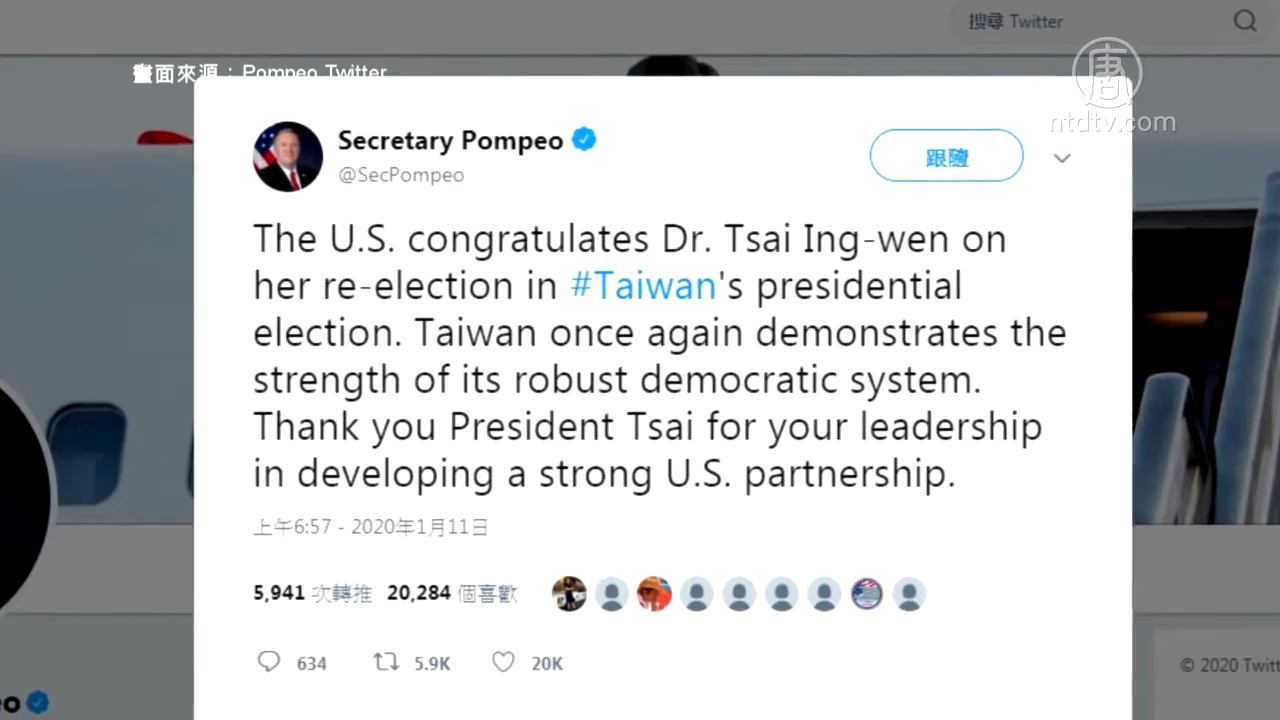 搜尋 Twitter
畫面來源：Pompeo Twitter
唐
ntdtv.com
Secretary Pompeo
@SecPompeo
跟隨
The U.S. congratulates Dr. Tsai Ing-wen on
her re-election in #Taiwan's presidential
election. Taiwan once again demonstrates the
strength of its robust democratic system.
Thank you President Tsai for your leadership
in developing a strong U.S. partnership.
上午6:57 - 2020年1月11日
5,941 次轉推 20,284 個喜歡
634 5.9K 20K
© 2020 Twitt
eo